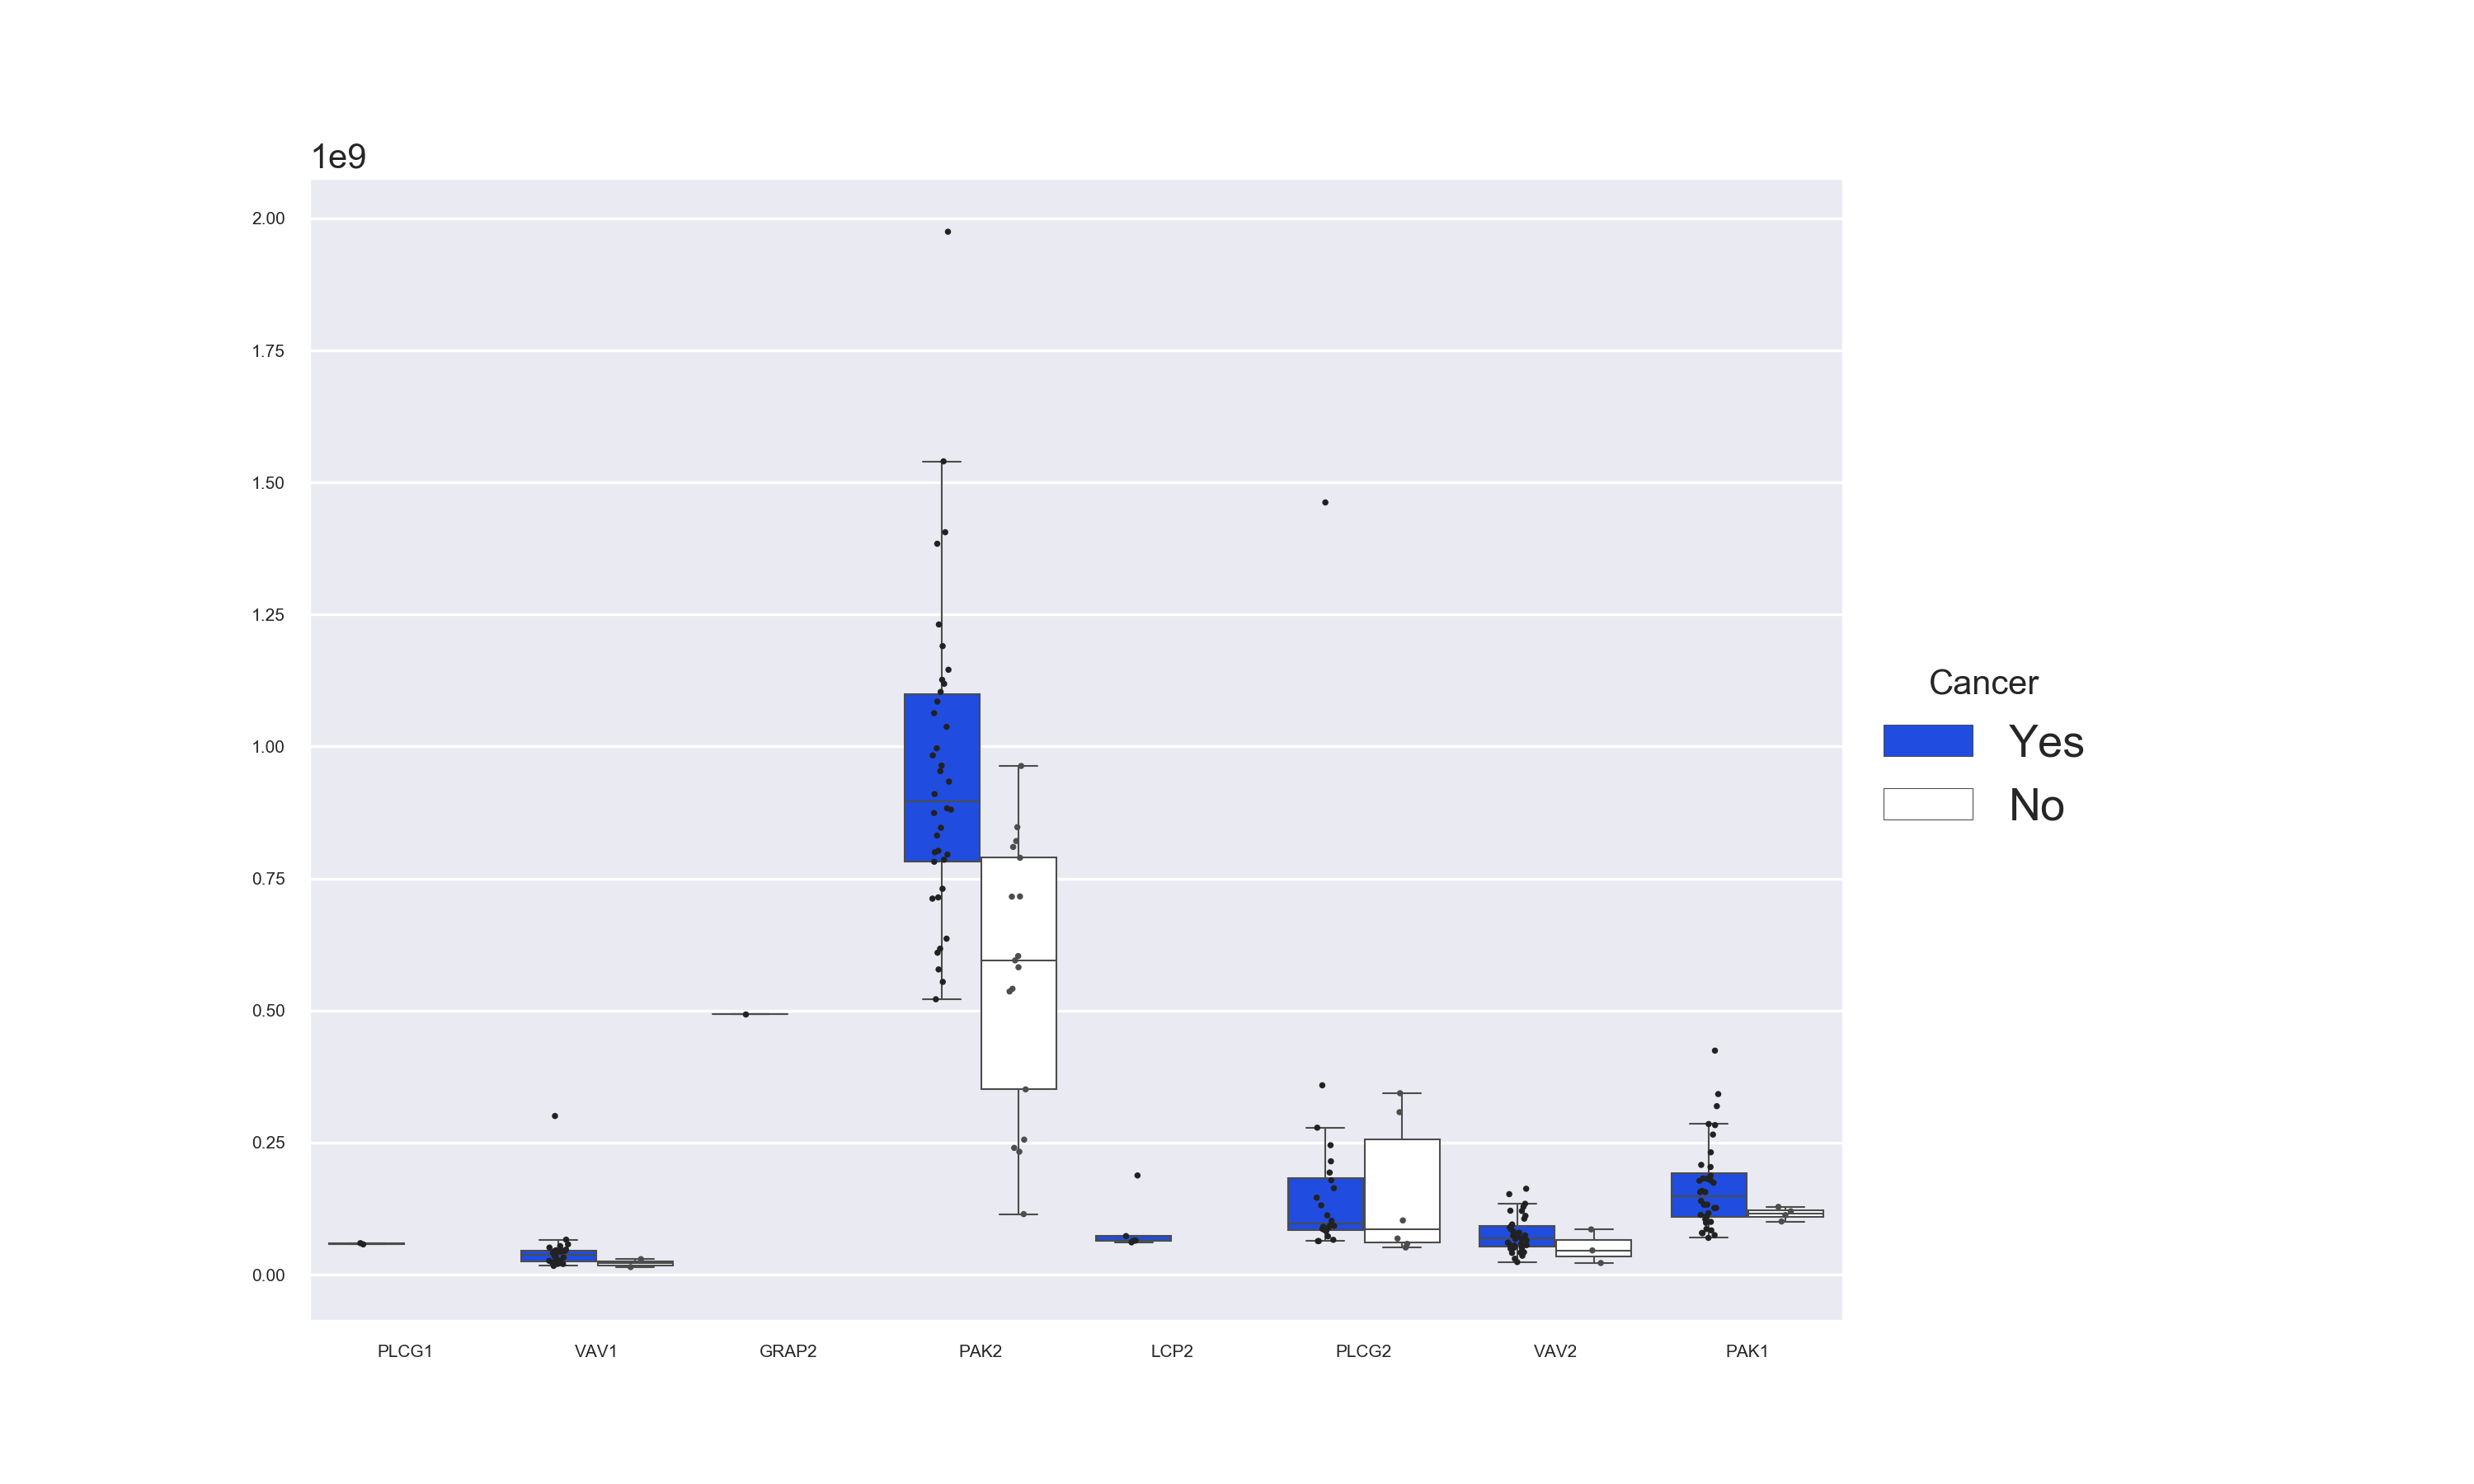 1e9
2.00
1.75
1.50
1.25
1.00
0.75
0.50
0.25
0.00
PLCG1 VAV1 GRAP2 PAK2 LCP2 PLCG2 VAV2 PAK1
Cancer
Yes
No